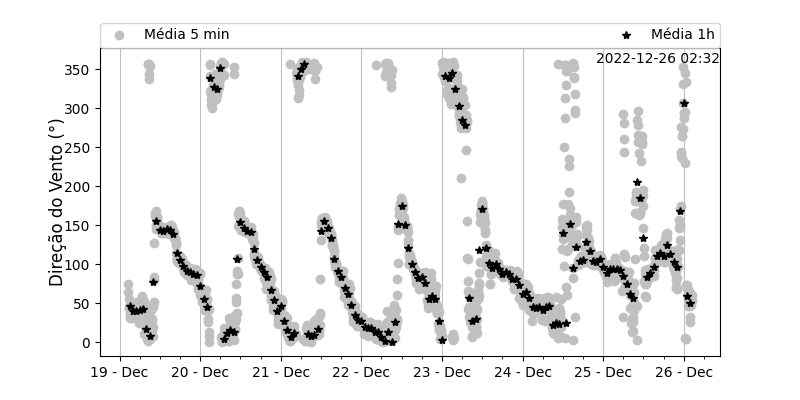 Média 5 min
Média 1h
2022-12-26 02:32
Direção do Vento (°)
350
300
250
200
150
100
50
0
19 - Dec
20 - Dec
21 - Dec
22 - Dec
23 - Dec
24 - Dec
25 - Dec
26 - Dec